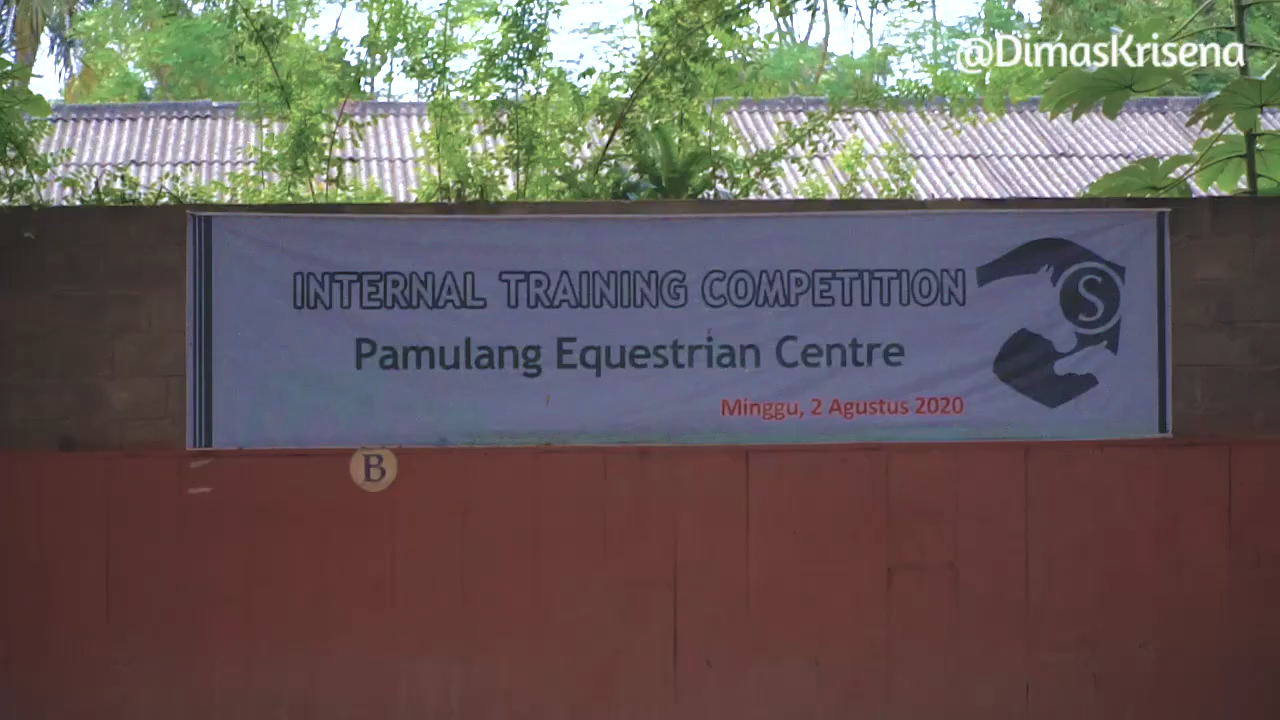 @DimasKrisena
INTERNAL TRAINING COMPETITION
S
Pamulang Equestrian Centre
Minggu, 2 Agustus 2020
B